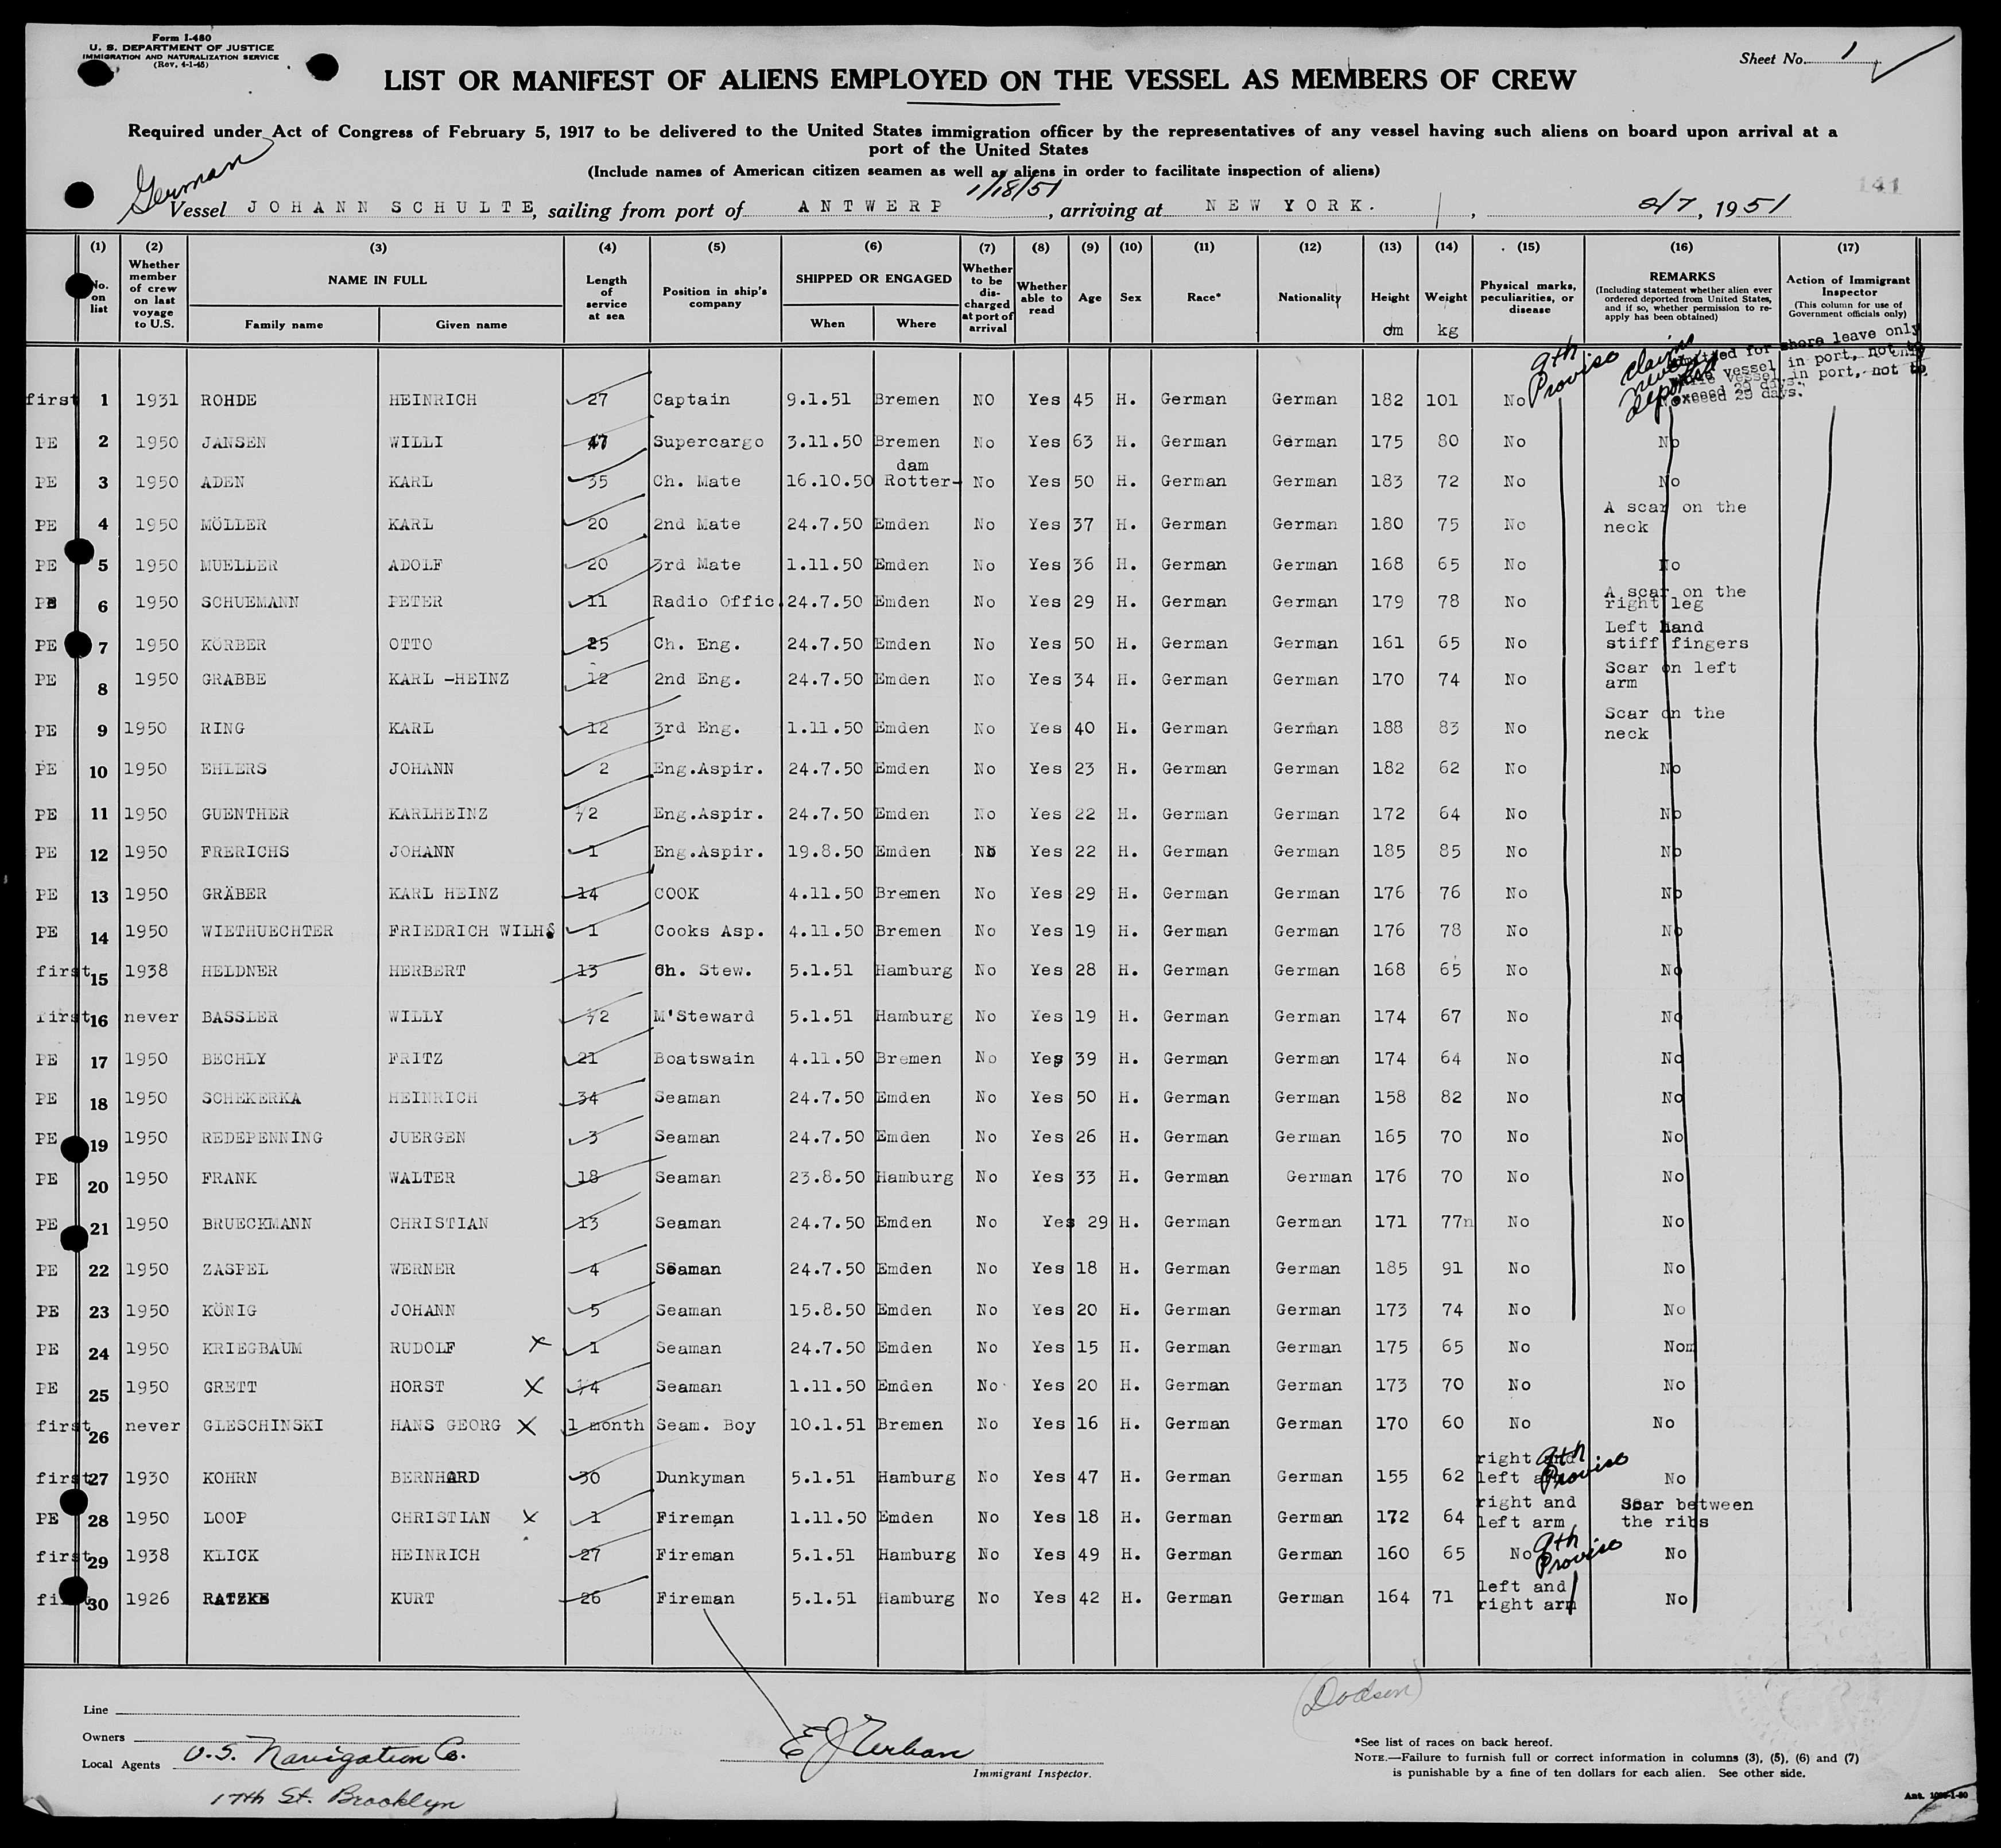 Form I-480
U. S. DEPARTMENT OF JUSTICE
IMMIGRATION AND NATURALIZATION SERVICE
(Rev. 4-1-45)
Sheet No. 1
LIST OR MANIFEST OF ALIENS EMPLOYED ON THE VESSEL AS MEMBERS OF CREW
Required under Act of Congress of February 5, 1917 to be delivered to the United States immigration officer by the representatives of any vessel having such aliens on board upon arrival at a
port of the United States
(Include names of American citizen seamen as well as aliens in order to facilitate inspection of aliens)
German
1/18/51
141
Vessel JOHANN SCHULTE, sailing from port of ANTWERP, arriving at NEW YORK. 2/7, 1951
(1) (2) (3) (4) (5) (6) (7) (8) (9) (10) (11) (12) (13) (14) (15) (16) (17)
No. on list Whether member of crew on last voyage to U.S. NAME IN FULL Family name Given name Length of service at sea Position in ship's company SHIPPED OR ENGAGED When Where Whether to be discharged at port of arrival Whether able to read Age Sex Race* Nationality Height dm Weight kg Physical marks, peculiarities, or disease REMARKS (Including statement whether alien ever ordered deported from United States, and if so, whether permission to re-apply has been obtained) Action of Immigrant Inspector (This column for use of Government officials only)
9th Proviso claims never deported
Admitted for shore leave only
while vessel in port, not to
exceed 29 days.
first 1 1931 ROHDE HEINRICH 27 Captain 9.1.51 Bremen NO Yes 45 H. German German 182 101 No
PE 2 1950 JANSEN WILLI 47 Supercargo 3.11.50 Bremen No Yes 63 H. German German 175 80 No No
PE 3 1950 ADEN KARL 35 Ch. Mate 16.10.50 Rotter-dam No Yes 50 H. German German 183 72 No No
PE 4 1950 MÖLLER KARL 20 2nd Mate 24.7.50 Emden No Yes 37 H. German German 180 75 No A scar on the neck
PE 5 1950 MUELLER ADOLF 20 3rd Mate 1.11.50 Emden No Yes 36 H. German German 168 65 No No
PE 6 1950 SCHUEMANN PETER 11 Radio Offic. 24.7.50 Emden No Yes 29 H. German German 179 78 No A scar on the right leg
PE 7 1950 KÖRBER OTTO 25 Ch. Eng. 24.7.50 Emden No Yes 50 H. German German 161 65 No Left hand stiff fingers
PE 8 1950 GRABBE KARL -HEINZ 12 2nd Eng. 24.7.50 Emden No Yes 34 H. German German 170 74 No Scar on left arm
PE 9 1950 RING KARL 12 3rd Eng. 1.11.50 Emden No Yes 40 H. German German 188 83 No Scar on the neck
PE 10 1950 EHLERS JOHANN 2 Eng.Aspir. 24.7.50 Emden No Yes 23 H. German German 182 62 No No
PE 11 1950 GUENTHER KARLHEINZ 1/2 Eng.Aspir. 24.7.50 Emden No Yes 22 H. German German 172 64 No No
PE 12 1950 FRERICHS JOHANN 1 Eng.Aspir. 19.8.50 Emden No Yes 22 H. German German 185 85 No No
PE 13 1950 GRÄBER KARL HEINZ 14 COOK 4.11.50 Bremen No Yes 29 H. German German 176 76 No No
PE 14 1950 WIETHUECHTER FRIEDRICH WILH. 1 Cooks Asp. 4.11.50 Bremen No Yes 19 H. German German 176 78 No No
first 15 1938 HELDNER HERBERT 13 Ch. Stew. 5.1.51 Hamburg No Yes 28 H. German German 168 65 No No
first 16 never BASSLER WILLY 1/2 M'Steward 5.1.51 Hamburg No Yes 19 H. German German 174 67 No No
PE 17 1950 BECHLY FRITZ 21 Boatswain 4.11.50 Bremen No Yes 39 H. German German 174 64 No No
PE 18 1950 SCHEKERKA HEINRICH 34 Seaman 24.7.50 Emden No Yes 50 H. German German 158 82 No No
PE 19 1950 REDEPENNING JUERGEN 3 Seaman 24.7.50 Emden No Yes 26 H. German German 165 70 No No
PE 20 1950 FRANK WALTER 18 Seaman 23.8.50 Hamburg No Yes 33 H. German German 176 70 No No
PE 21 1950 BRUECKMANN CHRISTIAN 13 Seaman 24.7.50 Emden No Yes 29 H. German German 171 77n No No
PE 22 1950 ZASPEL WERNER 4 Seaman 24.7.50 Emden No Yes 18 H. German German 185 91 No No
PE 23 1950 KÖNIG JOHANN 5 Seaman 15.8.50 Emden No Yes 20 H. German German 173 74 No No
PE 24 1950 KRIEGBAUM RUDOLF X 1 Seaman 24.7.50 Emden No Yes 15 H. German German 175 65 No Nom
PE 25 1950 GRETT HORST X 1/4 Seaman 1.11.50 Emden No Yes 20 H. German German 173 70 No No
first 26 never GLESCHINSKI HANS GEORG X 1 month Seam. Boy 10.1.51 Bremen No Yes 16 H. German German 170 60 No No
first 27 1930 KOHRN BERNHARD 30 Dunkyman 5.1.51 Hamburg No Yes 47 H. German German 155 62 right and left arm 9th Proviso No
PE 28 1950 LOOP CHRISTIAN X 1 Fireman 1.11.50 Emden No Yes 18 H. German German 172 64 right and left arm Scar between the ribs
first 29 1938 KLICK HEINRICH 27 Fireman 5.1.51 Hamburg No Yes 49 H. German German 160 65 No 9th Proviso No
first 30 1926 RATZKE KURT 26 Fireman 5.1.51 Hamburg No Yes 42 H. German German 164 71 left and right arm No
(Dodson)
Line
Owners
Local Agents U.S. Navigation Co.
17th St. Brooklyn
E J Urban
Immigrant Inspector.
*See list of races on back hereof.
NOTE.—Failure to furnish full or correct information in columns (3), (5), (6) and (7)
is punishable by a fine of ten dollars for each alien. See other side.